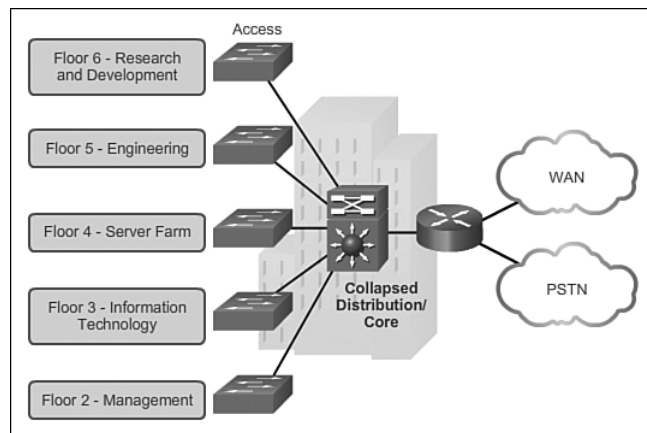 Access
Floor 6 - Research
and Development
Floor 5 - Engineering
Floor 4 - Server Farm
Floor 3 - Information
Technology
Floor 2 - Management
Collapsed
Distribution/
Core
WAN
PSTN